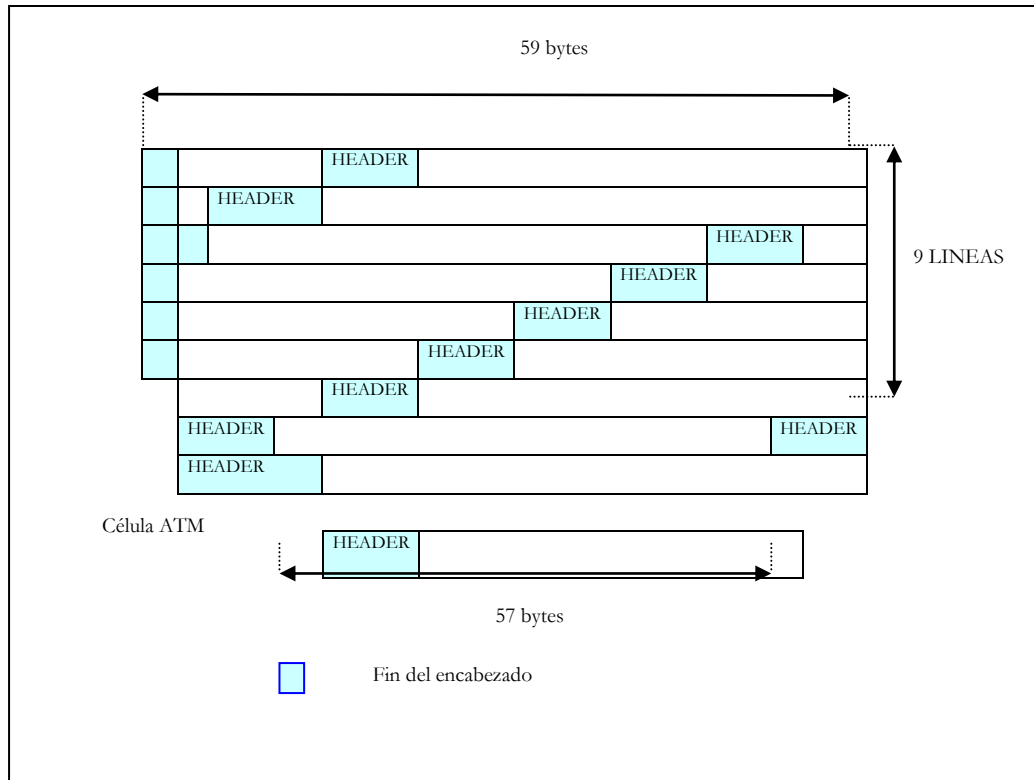 59 bytes
HEADER
HEADER
HEADER
HEADER
HEADER
HEADER
HEADER
HEADER HEADER
HEADER
9 LINEAS
Célula ATM
HEADER
57 bytes
Fin del encabezado